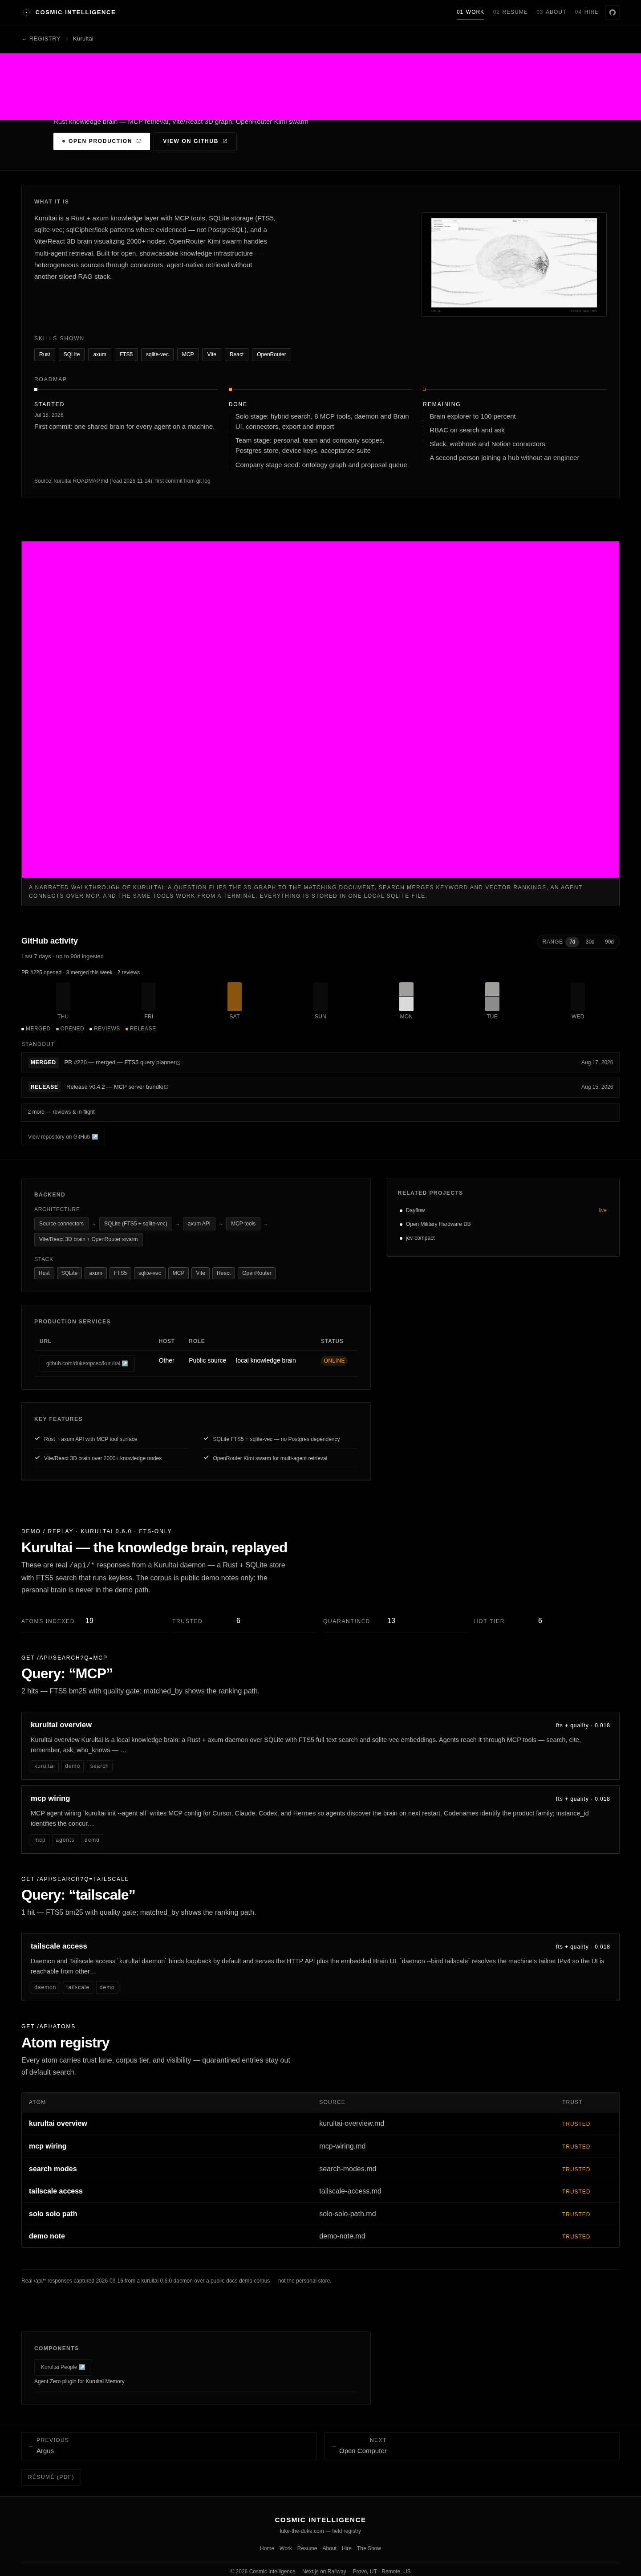 COSMIC INTELLIGENCE
01 WORK 02 RESUME 03 ABOUT 04 HIRE
← REGISTRY Kurultai
Rust knowledge brain — MCP retrieval, Vite/React 3D graph, OpenRouter Kimi swarm
OPEN PRODUCTION
VIEW ON GITHUB
WHAT IT IS
Kurultai is a Rust + axum knowledge layer with MCP tools, SQLite storage (FTS5,
sqlite-vec; sqlCipher/lock patterns where evidenced — not PostgreSQL), and a
Vite/React 3D brain visualizing 2000+ nodes. OpenRouter Kimi swarm handles
multi-agent retrieval. Built for open, showcasable knowledge infrastructure —
heterogeneous sources through connectors, agent-native retrieval without
another siloed RAG stack.
SKILLS SHOWN
Rust SQLite axum FTS5 sqlite-vec MCP Vite React OpenRouter
ROADMAP
STARTED
Jul 18, 2026
First commit: one shared brain for every agent on a machine.
DONE
Solo stage: hybrid search, 8 MCP tools, daemon and Brain
UI, connectors, export and import
Team stage: personal, team and company scopes,
Postgres store, device keys, acceptance suite
Company stage seed: ontology graph and proposal queue
REMAINING
Brain explorer to 100 percent
RBAC on search and ask
Slack, webhook and Notion connectors
A second person joining a hub without an engineer
Source: kurultai ROADMAP.md (read 2026-11-14); first commit from git log
A NARRATED WALKTHROUGH OF KURULTAI: A QUESTION FLIES THE 3D GRAPH TO THE MATCHING DOCUMENT, SEARCH MERGES KEYWORD AND VECTOR RANKINGS, AN AGENT
CONNECTS OVER MCP, AND THE SAME TOOLS WORK FROM A TERMINAL. EVERYTHING IS STORED IN ONE LOCAL SQLITE FILE.
GitHub activity
RANGE 7d 30d 90d
Last 7 days · up to 90d ingested
PR #225 opened · 3 merged this week · 2 reviews
THU FRI SAT SUN MON TUE WED
MERGED OPENED REVIEWS RELEASE
STANDOUT
MERGED PR #220 — merged — FTS5 query planner Aug 17, 2026
RELEASE Release v0.4.2 — MCP server bundle Aug 15, 2026
2 more — reviews & in-flight
View repository on GitHub ↗
BACKEND
ARCHITECTURE
Source connectors → SQLite (FTS5 + sqlite-vec) → axum API → MCP tools →
Vite/React 3D brain + OpenRouter swarm
STACK
Rust SQLite axum FTS5 sqlite-vec MCP Vite React OpenRouter
RELATED PROJECTS
Dayflow live
Open Military Hardware DB
jev-compact
PRODUCTION SERVICES
URL HOST ROLE STATUS
github.com/dukelopceo/kurultai ↗ Other Public source — local knowledge brain ONLINE
KEY FEATURES
Rust + axum API with MCP tool surface
SQLite FTS5 + sqlite-vec — no Postgres dependency
Vite/React 3D brain over 2000+ knowledge nodes
OpenRouter Kimi swarm for multi-agent retrieval
DEMO / REPLAY · KURULTAI 0.6.0 · FTS-ONLY
Kurultai — the knowledge brain, replayed
These are real /api/* responses from a Kurultai daemon — a Rust + SQLite store
with FTS5 search that runs keyless. The corpus is public demo notes only; the
personal brain is never in the demo path.
ATOMS INDEXED 19 TRUSTED 6 QUARANTINED 13 HOT TIER 6
GET /API/SEARCH?Q=MCP
Query: “MCP”
2 hits — FTS5 bm25 with quality gate; matched_by shows the ranking path.
kurultai overview fts + quality · 0.018
Kurultai overview Kurultai is a local knowledge brain: a Rust + axum daemon over SQLite with FTS5 full-text search and sqlite-vec embeddings. Agents reach it through MCP tools — search, cite,
remember, ask, who_knows — …
kurultai demo search
mcp wiring fts + quality · 0.018
MCP agent wiring `kurultai init --agent all` writes MCP config for Cursor, Claude, Codex, and Hermes so agents discover the brain on next restart. Codenames identify the product family; instance_id
identifies the concur…
mcp agents demo
GET /API/SEARCH?Q=TAILSCALE
Query: “tailscale”
1 hit — FTS5 bm25 with quality gate; matched_by shows the ranking path.
tailscale access fts + quality · 0.018
Daemon and Tailscale access `kurultai daemon` binds loopback by default and serves the HTTP API plus the embedded Brain UI. `daemon --bind tailscale` resolves the machine's tailnet IPv4 so the UI is
reachable from other…
daemon tailscale demo
GET /API/ATOMS
Atom registry
Every atom carries trust lane, corpus tier, and visibility — quarantined entries stay out
of default search.
ATOM SOURCE TRUST
kurultai overview kurultai-overview.md TRUSTED
mcp wiring mcp-wiring.md TRUSTED
search modes search-modes.md TRUSTED
tailscale access tailscale-access.md TRUSTED
solo solo path solo-solo-path.md TRUSTED
demo note demo-note.md TRUSTED
Real /api/* responses captured 2026-09-16 from a kurultai 0.6.0 daemon over a public-docs demo corpus — not the personal store.
COMPONENTS
Kurultai People ↗
Agent Zero plugin for Kurultai Memory
PREVIOUS
Argus
NEXT
Open Computer
RÉSUMÉ (PDF)
COSMIC INTELLIGENCE
luke-the-duke.com — field registry
Home Work Resume About Hire The Show
© 2026 Cosmic Intelligence Next.js on Railway Provo, UT · Remote, US